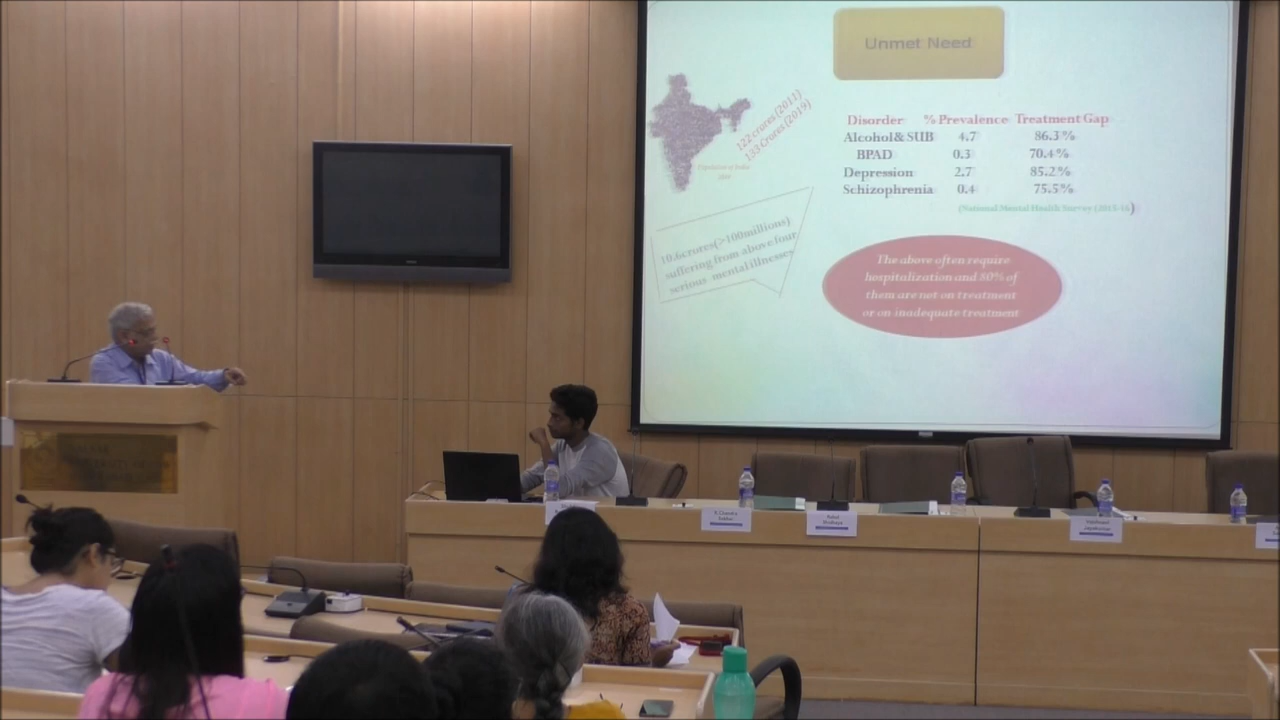 Unmet Need
122 crores (2011)
133 Crores (2019)
Population of India
Disorder % Prevalence Treatment Gap
Alcohol& SUB 4.7 86.3%
BPAD 0.3 70.4%
Depression 2.7 85.2%
Schizophrenia 0.4 75.5%
(National Mental Health Survey (2015-16)
10.6crores(>100millions)
suffering from above four
serious mental illnesses
The above often require
hospitalization and 80% of
them are not on treatment
or on inadequate treatment